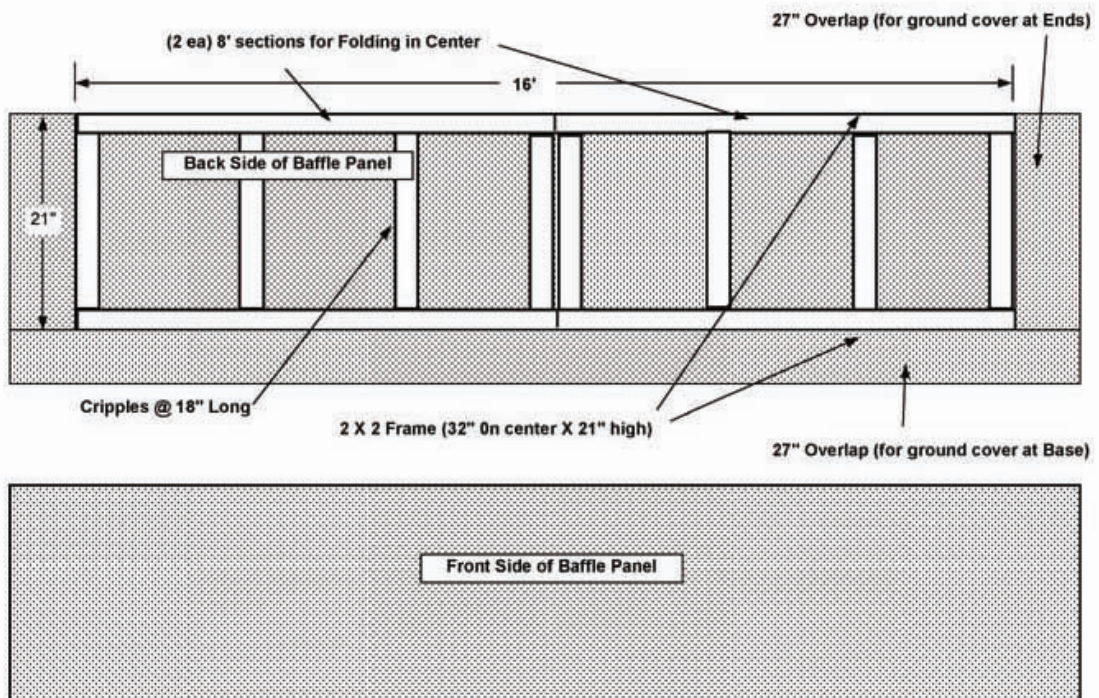 27" Overlap (for ground cover at Ends)
(2 ea) 8' sections for Folding in Center
16'
Back Side of Baffle Panel
21"
Cripples @ 18" Long
2 X 2 Frame (32" 0n center X 21" high)
27" Overlap (for ground cover at Base)
Front Side of Baffle Panel